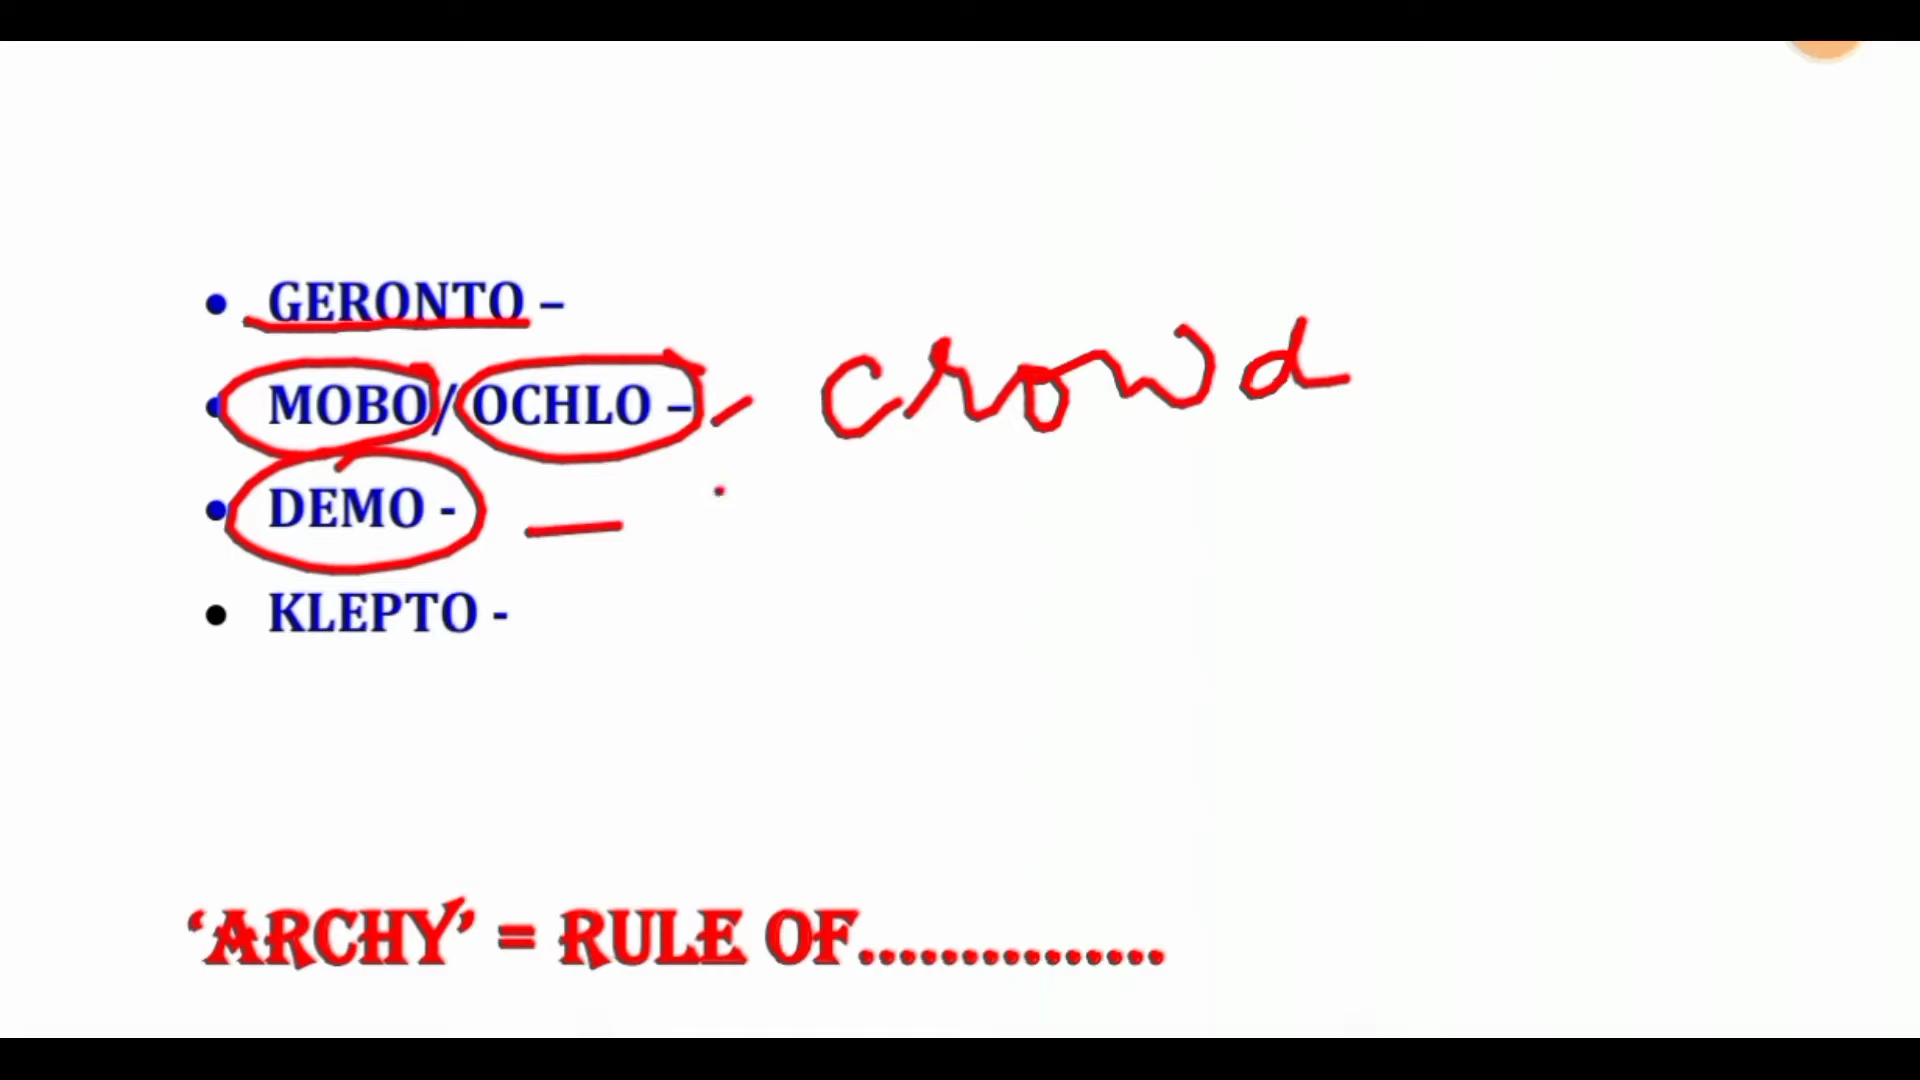 • GERONTO –
• MOBO/OCHLO – - crowd
• DEMO - —
• KLEPTO -
‘ARCHY’ = RULE OF...............